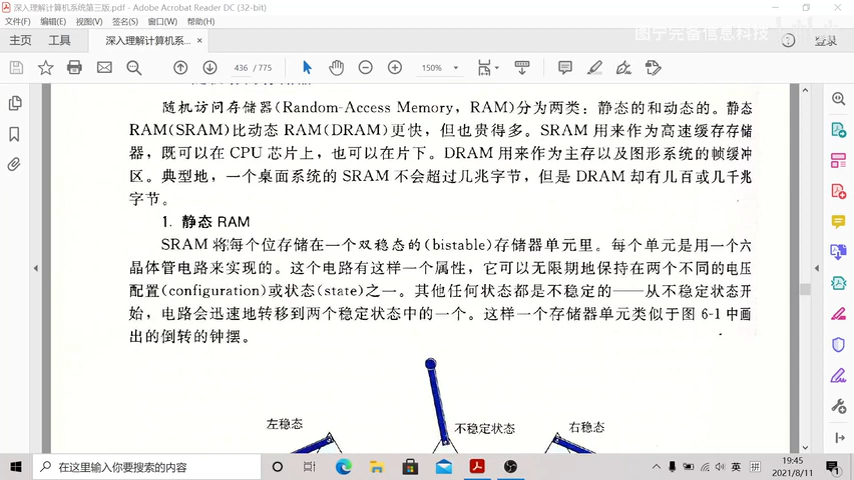 深入理解计算机系统第三版.pdf - Adobe Acrobat Reader DC (32-bit)
文件(F) 编辑(E) 视图(V) 签名(S) 窗口(W) 帮助(H)
图宁完备信息科技
主页 工具 深入理解计算机系... × 登录
436 / 775 150%
随机访问存储器(Random-Access Memory, RAM)分为两类:静态的和动态的。静态
RAM(SRAM)比动态 RAM(DRAM)更快,但也贵得多。SRAM 用来作为高速缓存存储
器,既可以在 CPU 芯片上,也可以在片下。DRAM 用来作为主存以及图形系统的帧缓冲
区。典型地,一个桌面系统的 SRAM 不会超过几兆字节,但是 DRAM 却有几百或几千兆
字节。
1. 静态 RAM
SRAM 将每个位存储在一个双稳态的(bistable)存储器单元里。每个单元是用一个六
晶体管电路来实现的。这个电路有这样一个属性,它可以无限期地保持在两个不同的电压
配置(configuration)或状态(state)之一。其他任何状态都是不稳定的——从不稳定状态开
始,电路会迅速地转移到两个稳定状态中的一个。这样一个存储器单元类似于图 6-1 中画
出的倒转的钟摆。
左稳态 不稳定状态 右稳态
在这里输入你要搜索的内容
英 拼 19:45
2021/8/11